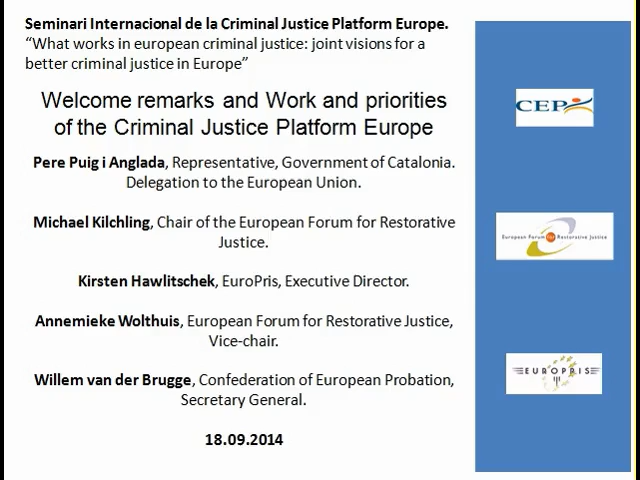 Seminari Internacional de la Criminal Justice Platform Europe.
“What works in european criminal justice: joint visions for a
better criminal justice in Europe”
Welcome remarks and Work and priorities
of the Criminal Justice Platform Europe
Pere Puig i Anglada, Representative, Government of Catalonia.
Delegation to the European Union.
Michael Kilchling, Chair of the European Forum for Restorative
Justice.
Kirsten Hawlitschek, EuroPris, Executive Director.
Annemieke Wolthuis, European Forum for Restorative Justice,
Vice-chair.
Willem van der Brugge, Confederation of European Probation,
Secretary General.
18.09.2014
CEP
European Forum for Restorative Justice
EUROPRIS